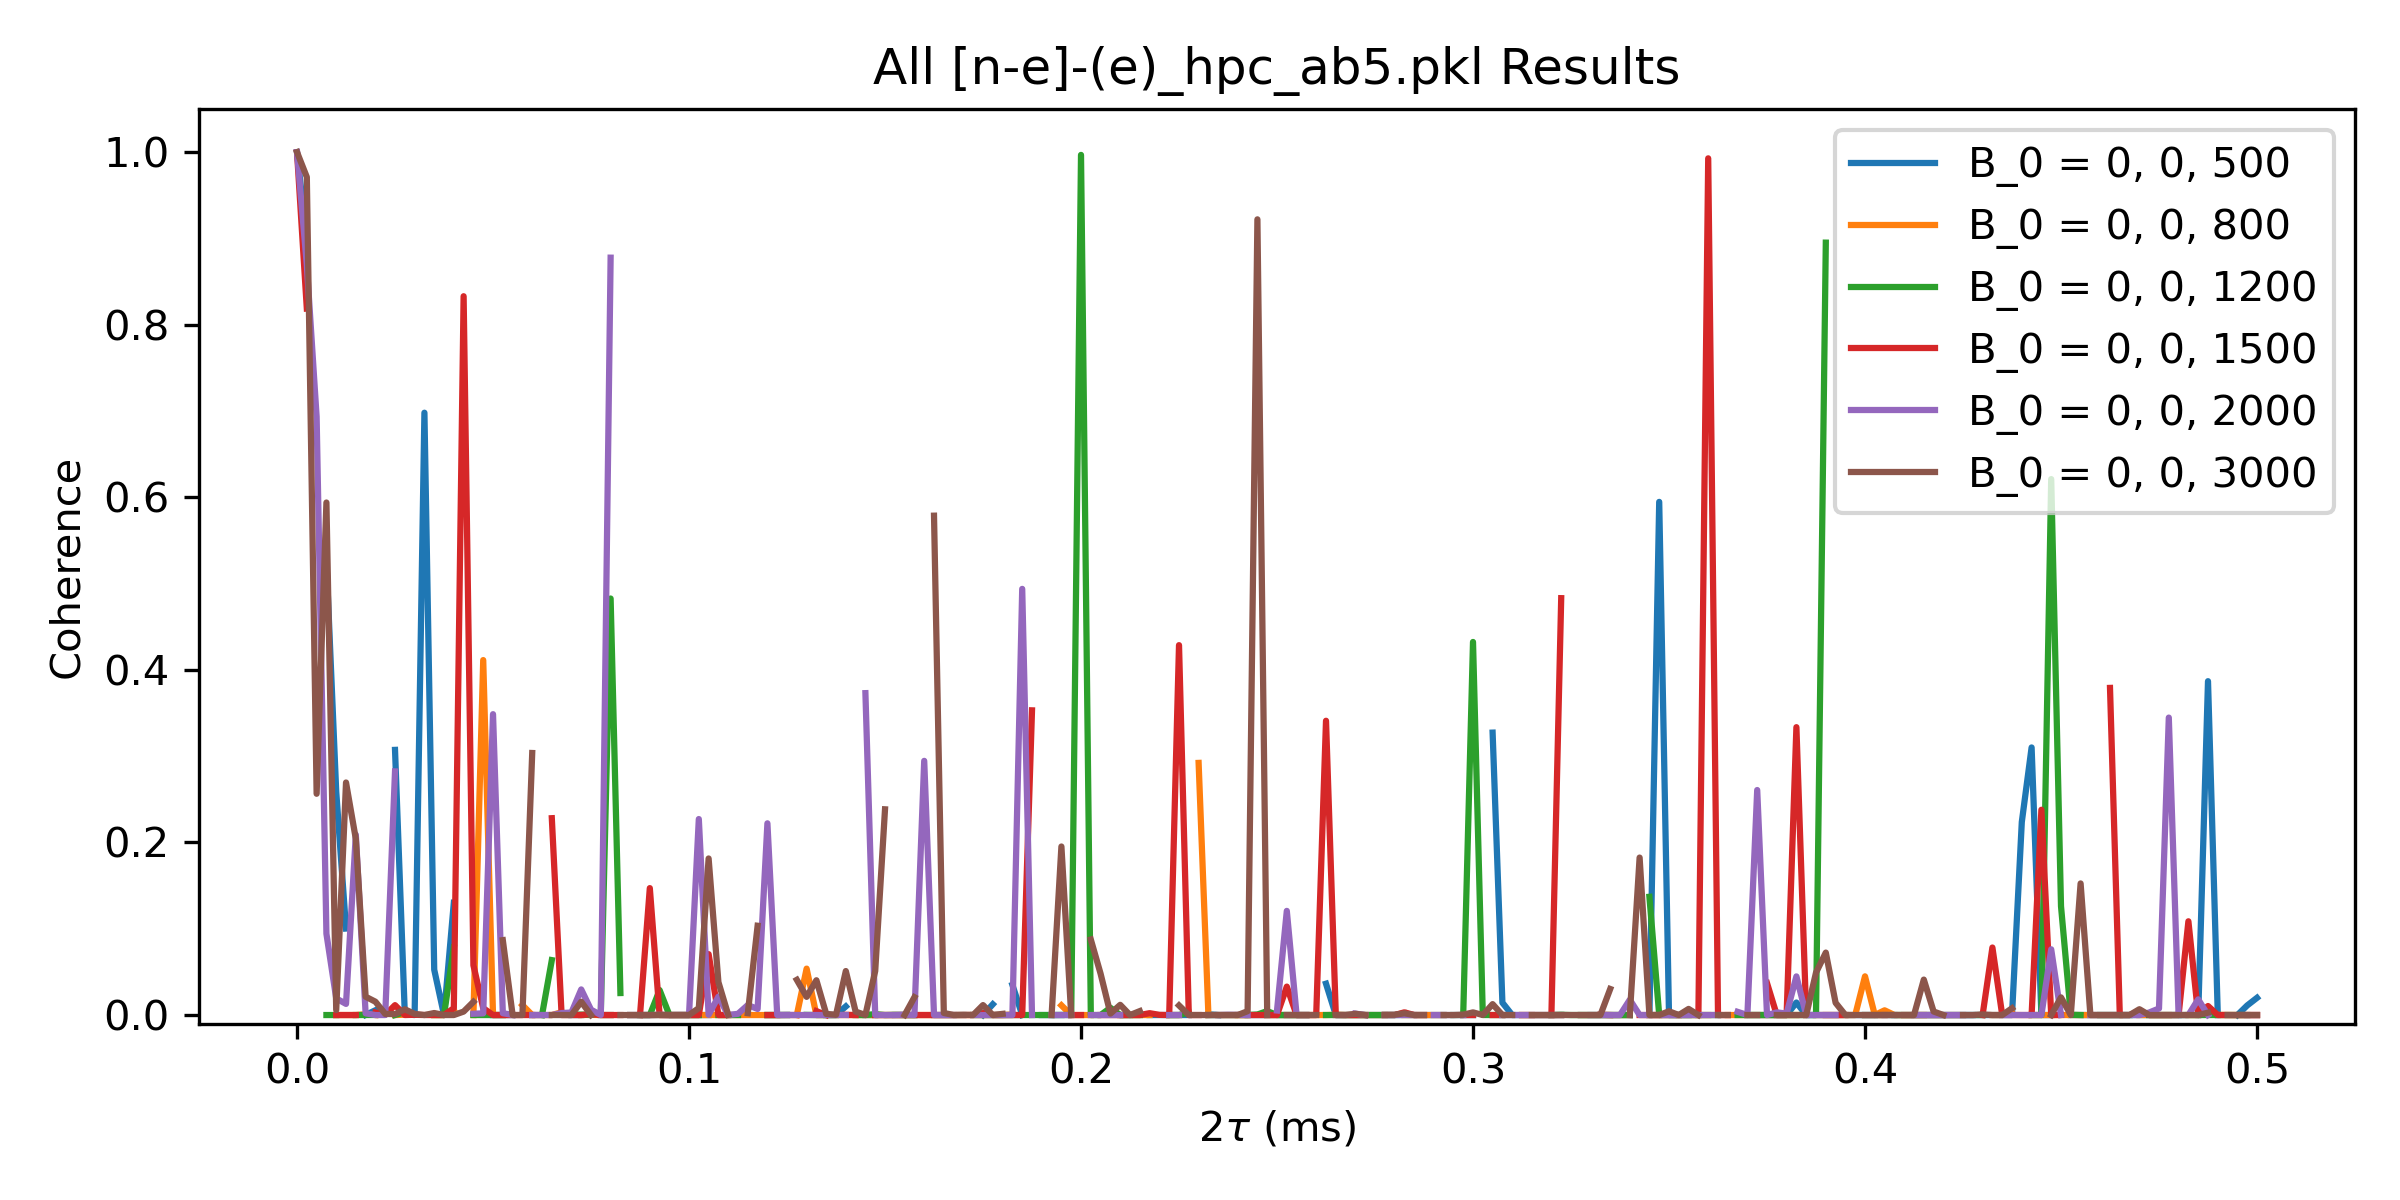 All [n-e]-(e)_hpc_ab5.pkl Results
1.0
0.8
0.6
0.4
0.2
0.0
Coherence
B_0 = 0, 0, 500
B_0 = 0, 0, 800
B_0 = 0, 0, 1200
B_0 = 0, 0, 1500
B_0 = 0, 0, 2000
B_0 = 0, 0, 3000
0.0 0.1 0.2 0.3 0.4 0.5
2τ (ms)